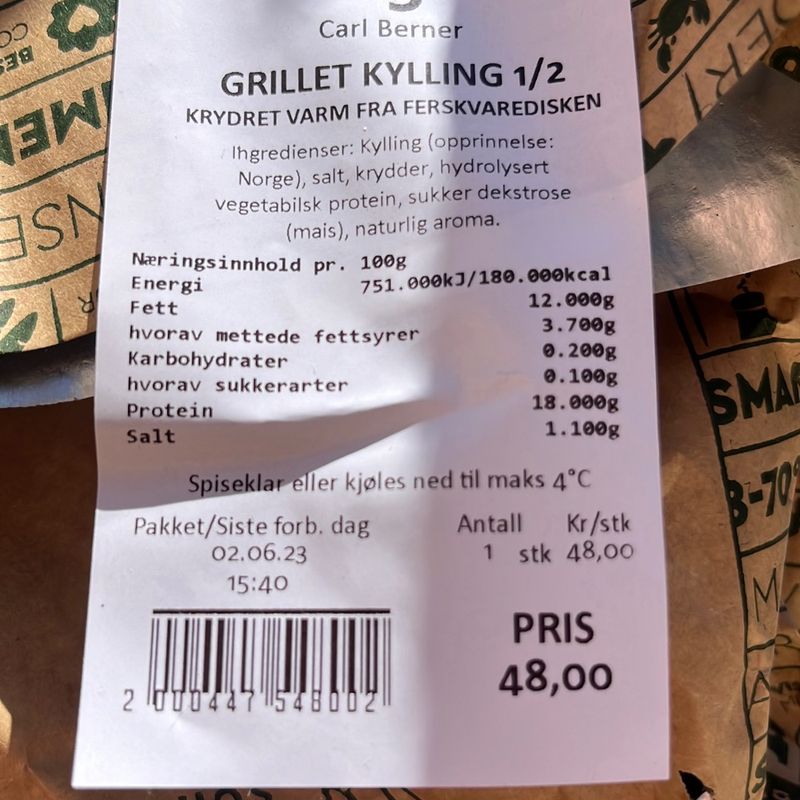 Carl Berner
GRILLET KYLLING 1/2
KRYDRET VARM FRA FERSKVAREDISKEN
Ingredienser: Kylling (opprinnelse:
Norge), salt, krydder, hydrolysert
vegetabilsk protein, sukker dekstrose
(mais), naturlig aroma.
Næringsinnhold pr. 100g
Energi 751.000kJ/180.000kcal
Fett 12.000g
hvorav mettede fettsyrer 3.700g
Karbohydrater 0.200g
hvorav sukkerarter 0.100g
Protein 18.000g
Salt 1.100g
Spiseklar eller kjøles ned til maks 4°C
Pakket/Siste forb. dag Antall Kr/stk
02.06.23 1 stk 48,00
15:40
PRIS
48,00
2 000447 548002